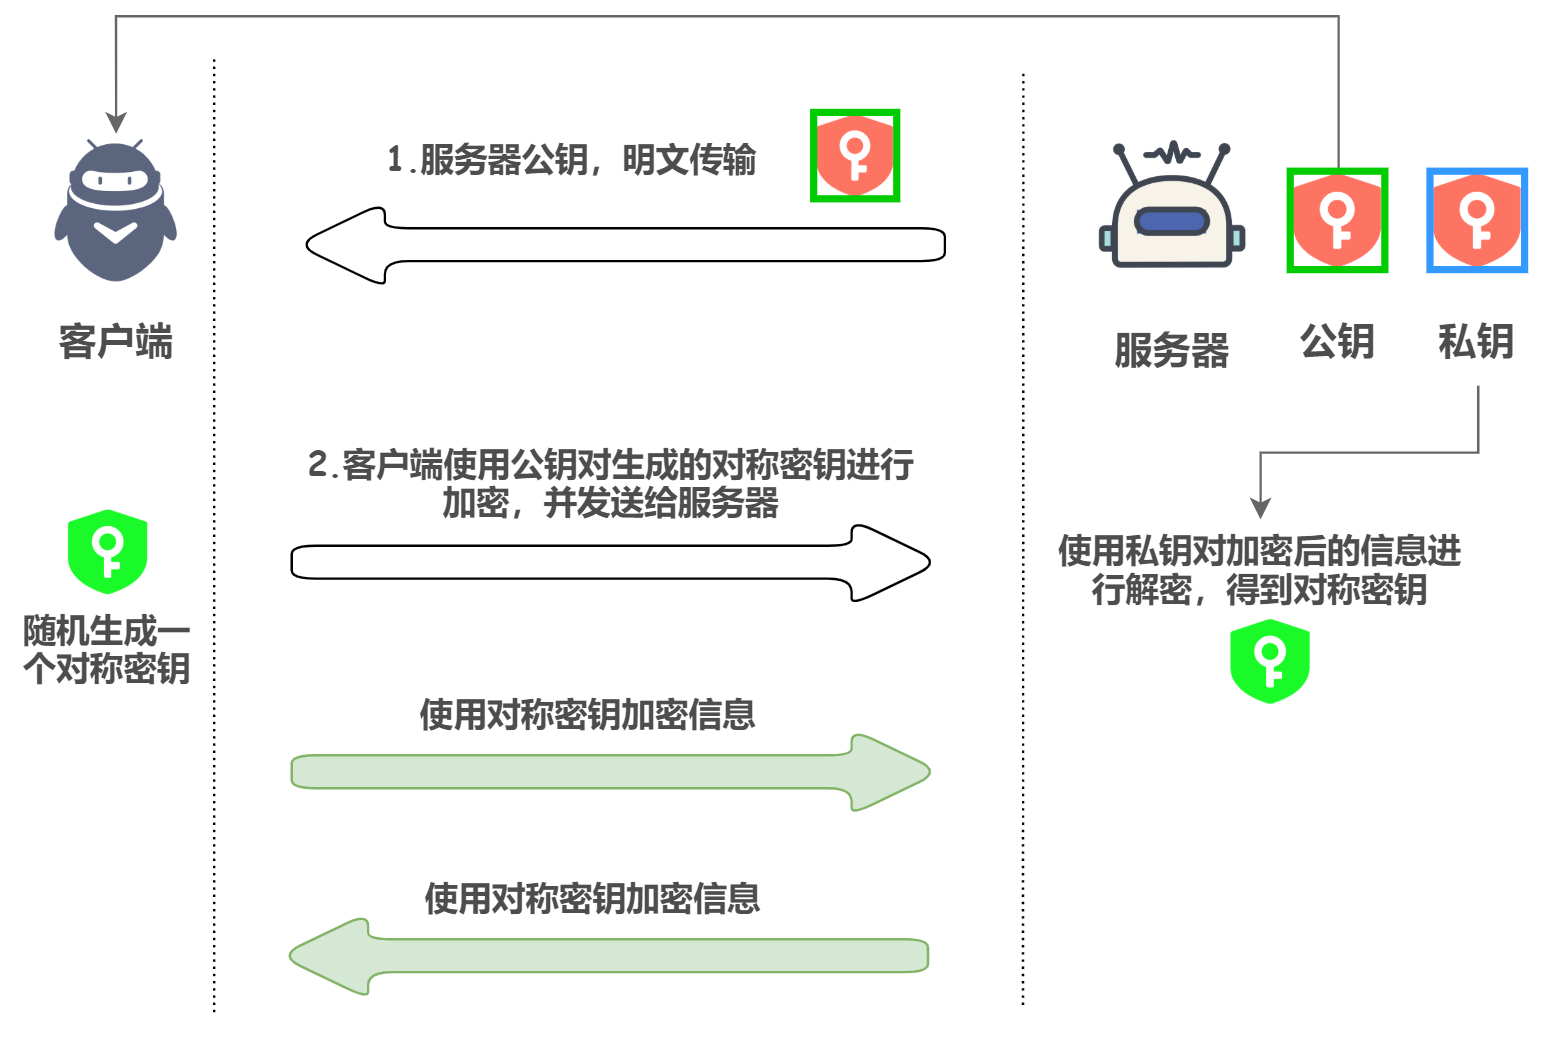 1.服务器公钥，明文传输
客户端
服务器
公钥
私钥
2.客户端使用公钥对生成的对称密钥进行
加密，并发送给服务器
随机生成一
个对称密钥
使用私钥对加密后的信息进
行解密，得到对称密钥
使用对称密钥加密信息
使用对称密钥加密信息